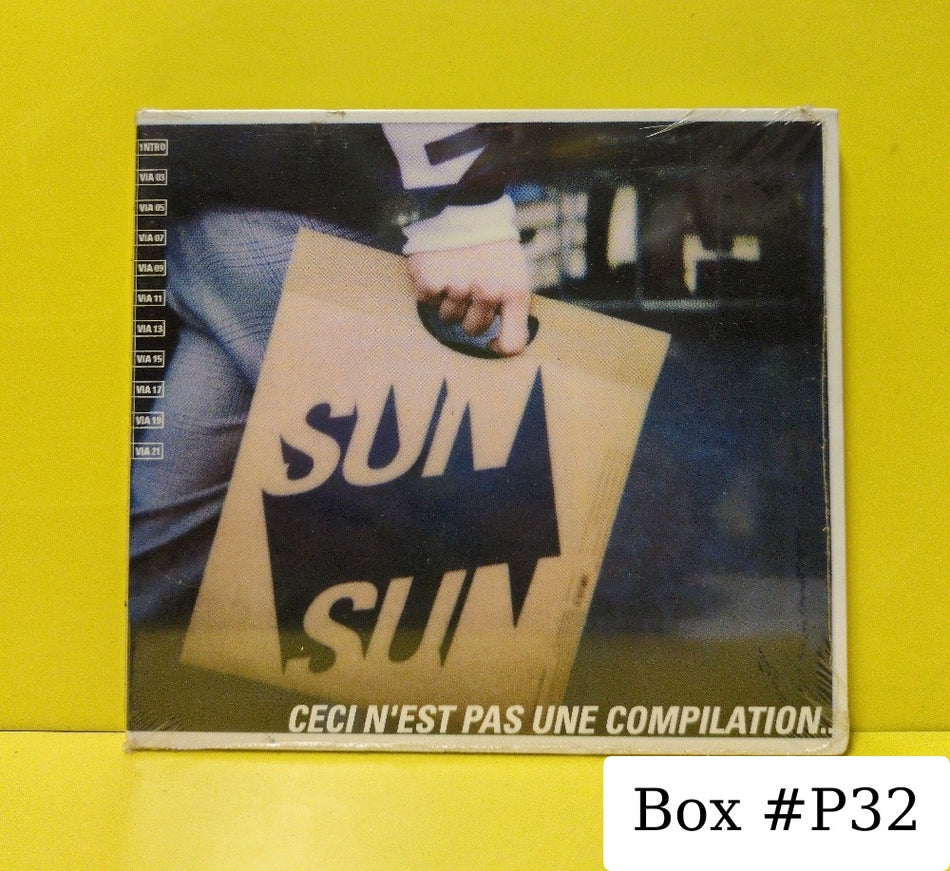 INTRO
VIA 03
VIA 05
VIA 07
VIA 09
VIA 11
VIA 13
VIA 15
VIA 17
VIA 19
VIA 21
SUN
SUN
CECI N'EST PAS UNE COMPILATION...
Box #P32